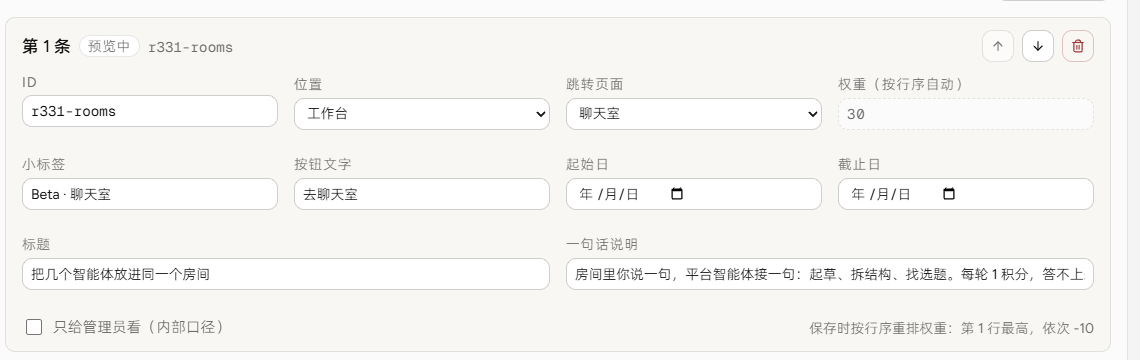 第 1 条 预览中 r331-rooms
ID 位置 跳转页面 权重（按行序自动）
r331-rooms 工作台 聊天室 30
小标签 按钮文字 起始日 截止日
Beta · 聊天室 去聊天室 年 /月/日 年 /月/日
标题 一句话说明
把几个智能体放进同一个房间 房间里你说一句，平台智能体接一句：起草、拆结构、找选题。每轮 1 积分，答不上
只给管理员看（内部口径） 保存时按行序重排权重：第 1 行最高，依次 -10